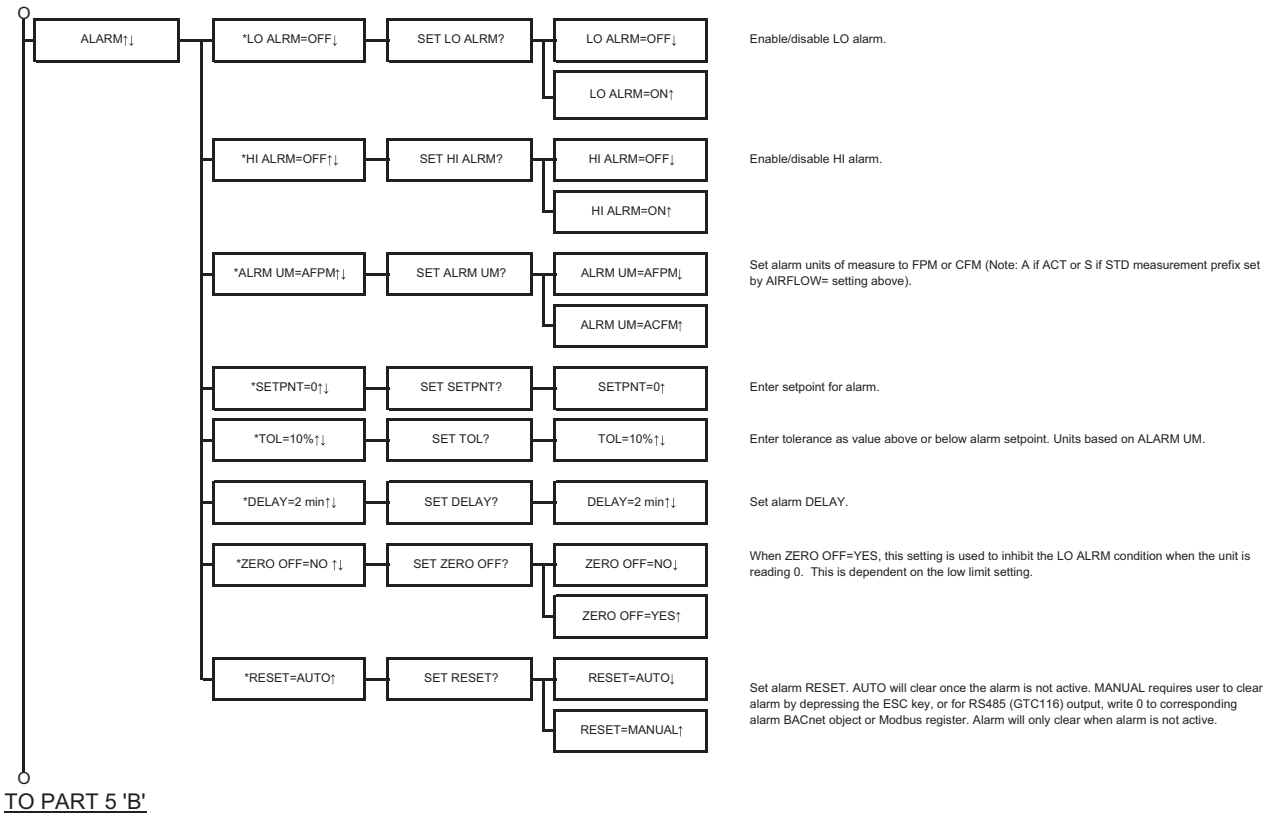 O
ALARM↑↓
*LO ALRM=OFF↓
SET LO ALRM?
LO ALRM=OFF↓
Enable/disable LO alarm.
LO ALRM=ON↑
*HI ALRM=OFF↑↓
SET HI ALRM?
HI ALRM=OFF↓
Enable/disable HI alarm.
HI ALRM=ON↑
*ALRM UM=AFPM↑↓
SET ALRM UM?
ALRM UM=AFPM↓
Set alarm units of measure to FPM or CFM (Note: A if ACT or S if STD measurement prefix set
by AIRFLOW= setting above).
ALRM UM=ACFM↑
*SETPNT=0↑↓
SET SETPNT?
SETPNT=0↑
Enter setpoint for alarm.
*TOL=10%↑↓
SET TOL?
TOL=10%↑↓
Enter tolerance as value above or below alarm setpoint. Units based on ALARM UM.
*DELAY=2 min↑↓
SET DELAY?
DELAY=2 min↑↓
Set alarm DELAY.
*ZERO OFF=NO ↑↓
SET ZERO OFF?
ZERO OFF=NO↓
When ZERO OFF=YES, this setting is used to inhibit the LO ALRM condition when the unit is
reading 0. This is dependent on the low limit setting.
ZERO OFF=YES↑
*RESET=AUTO↑
SET RESET?
RESET=AUTO↓
Set alarm RESET. AUTO will clear once the alarm is not active. MANUAL requires user to clear
alarm by depressing the ESC key, or for RS485 (GTC116) output, write 0 to corresponding
alarm BACnet object or Modbus register. Alarm will only clear when alarm is not active.
RESET=MANUAL↑
O
TO PART 5 'B'